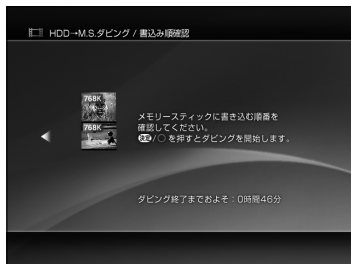 HDD→M.S.ダビング / 書込み順確認
768K
768K
メモリースティックに書き込む順番を
確認してください。
決定/○ を押すとダビングを開始します。
ダビング終了までおよそ：0時間46分